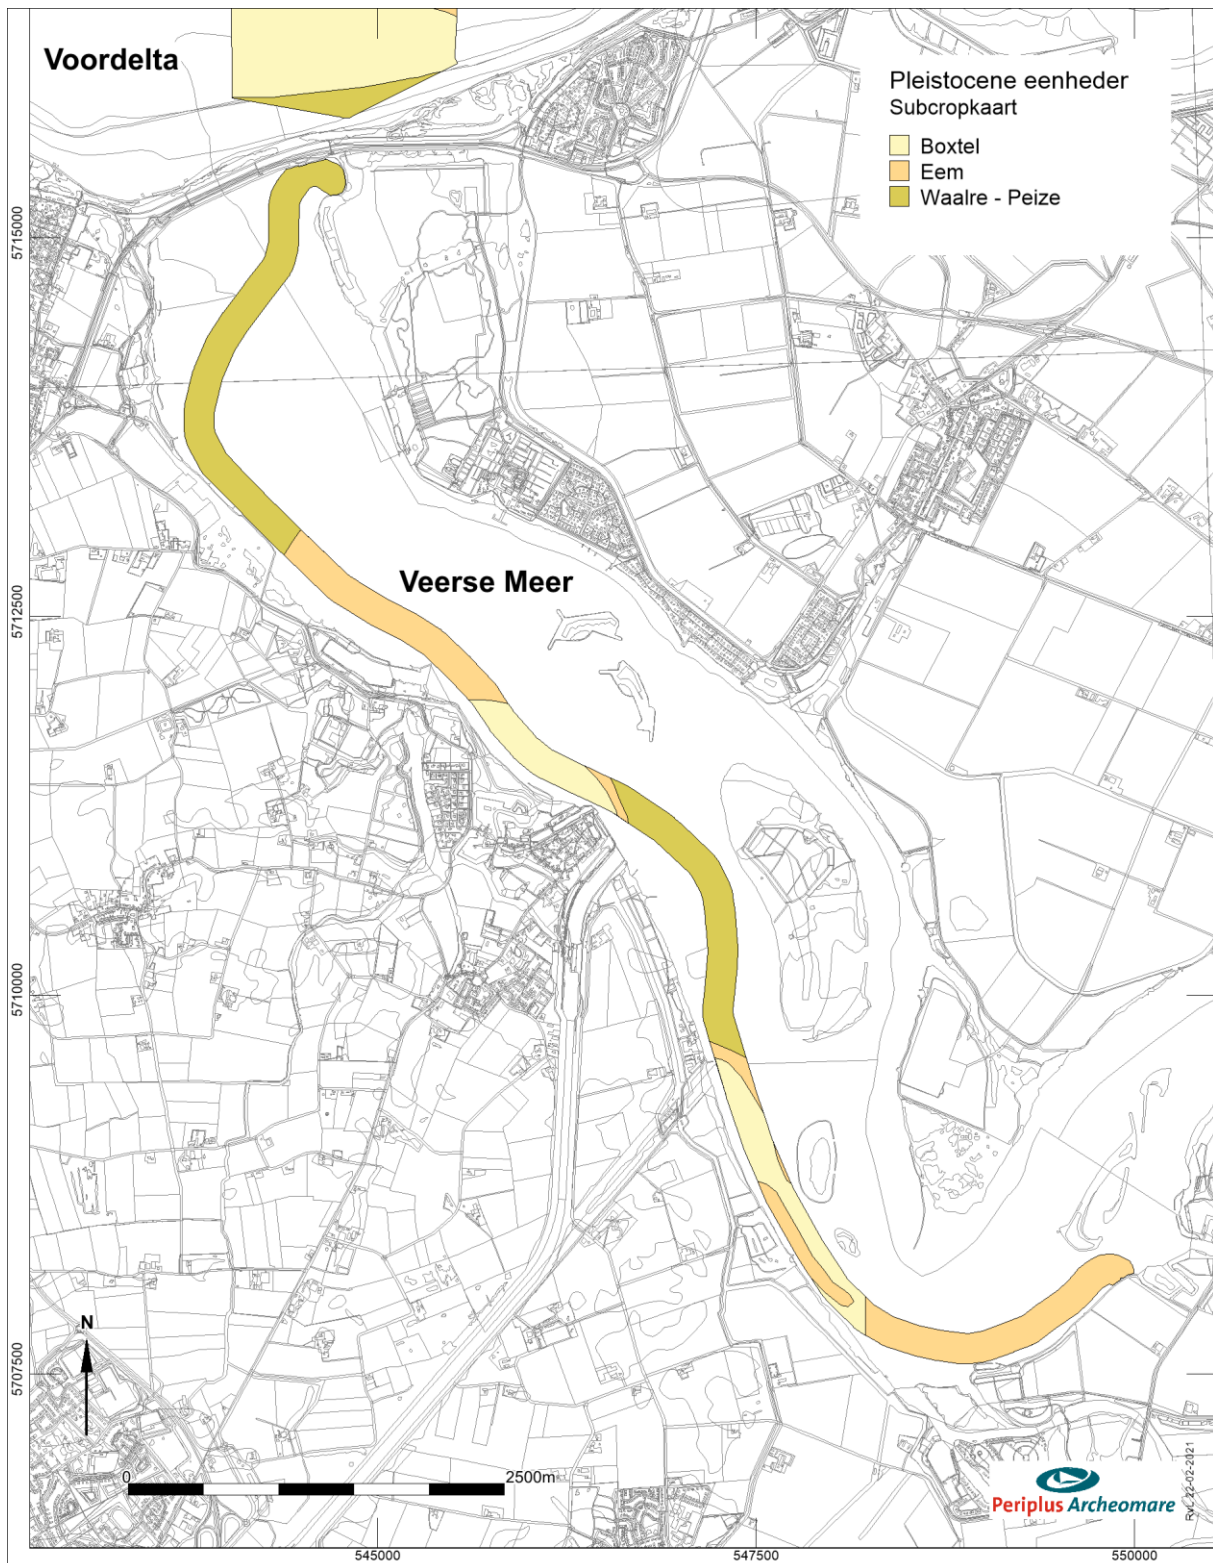 Voordelta
Pleistocene eenheder
Subcropkaart
Boxtel
Eem
Waalre - Peize
5715000
Veerse Meer
5712500
5710000
5707500
N
0
2500m
Periplus Archeomare
RvL 22-02-2021
545000
547500
550000